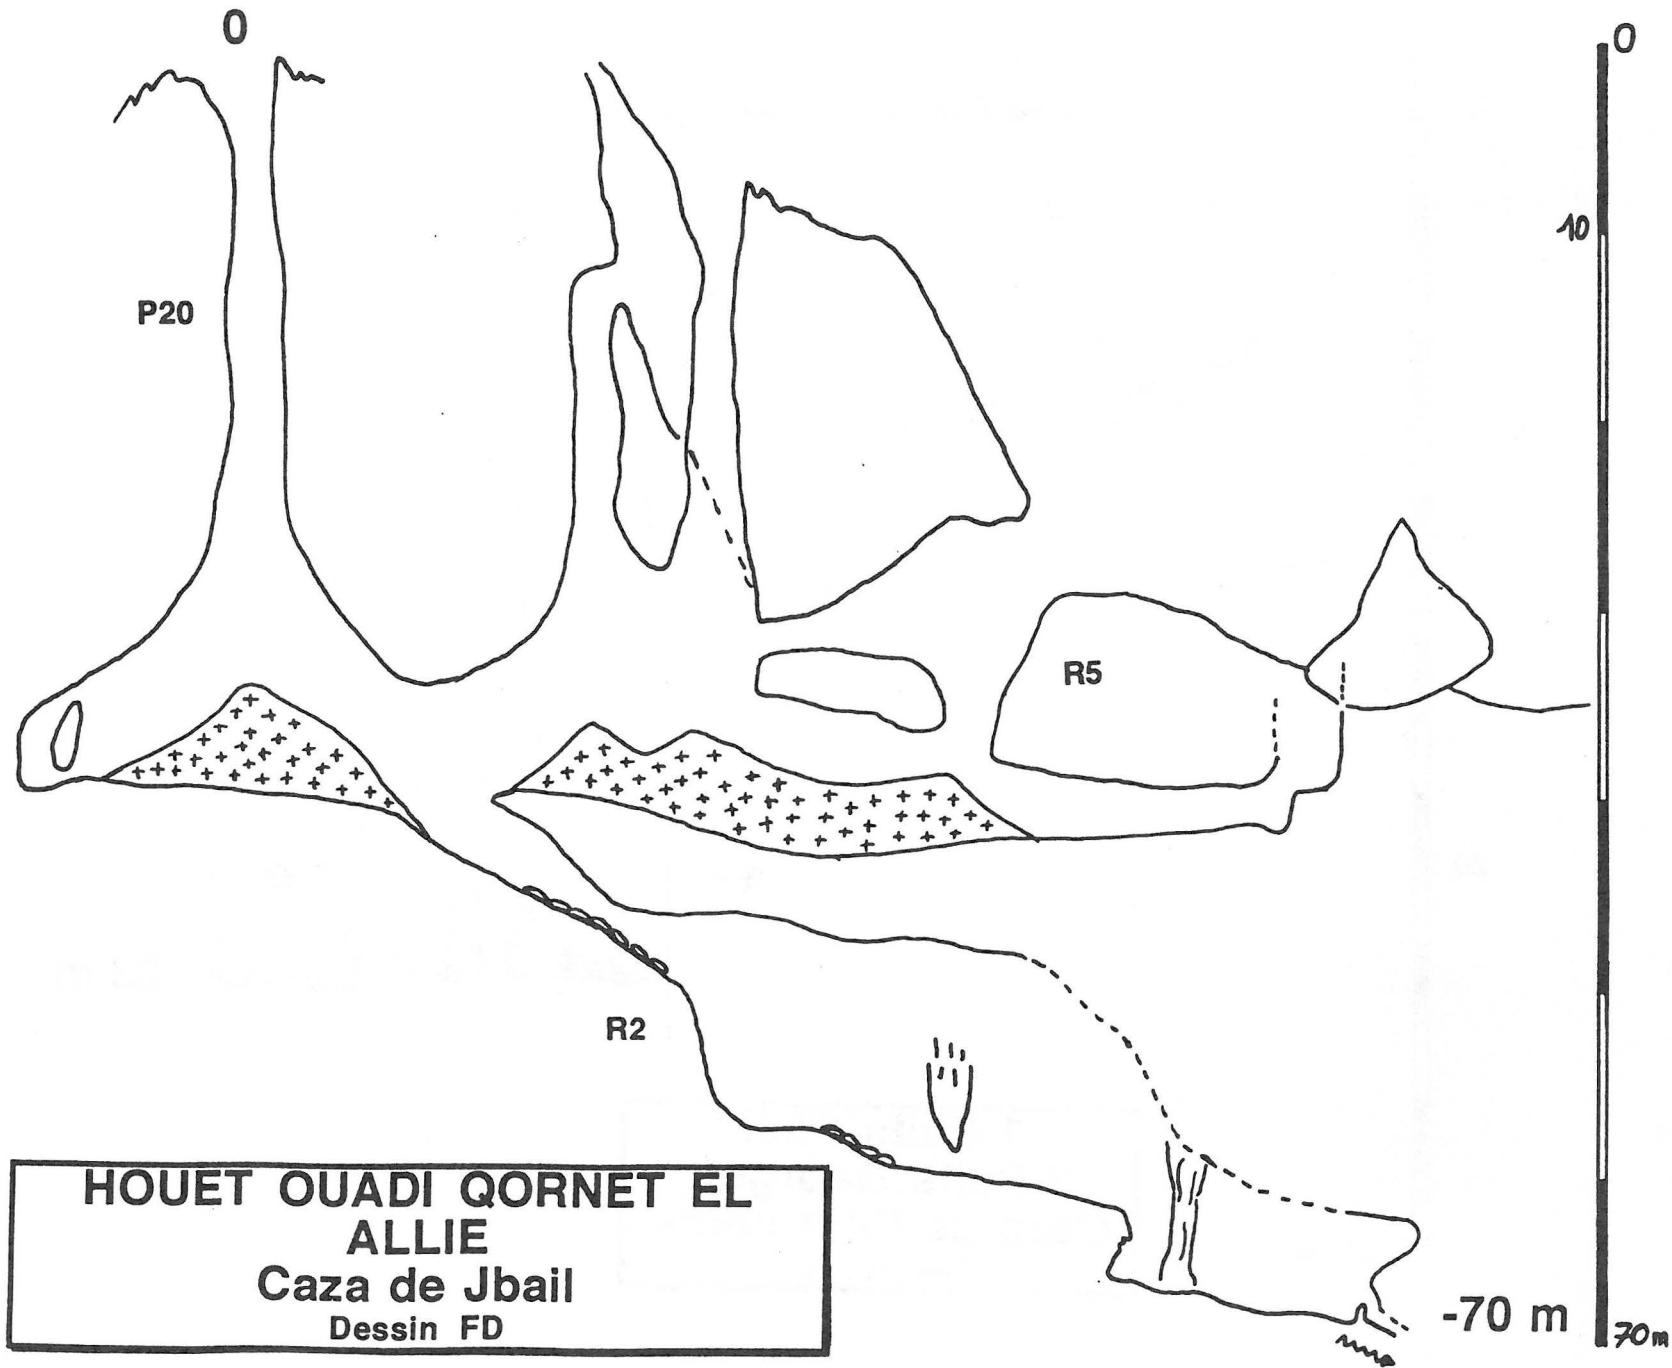 0
0
10
P20
R5
R2
HOUET OUADI QORNET EL
ALLIE
Caza de Jbail
Dessin FD
-70 m
70m